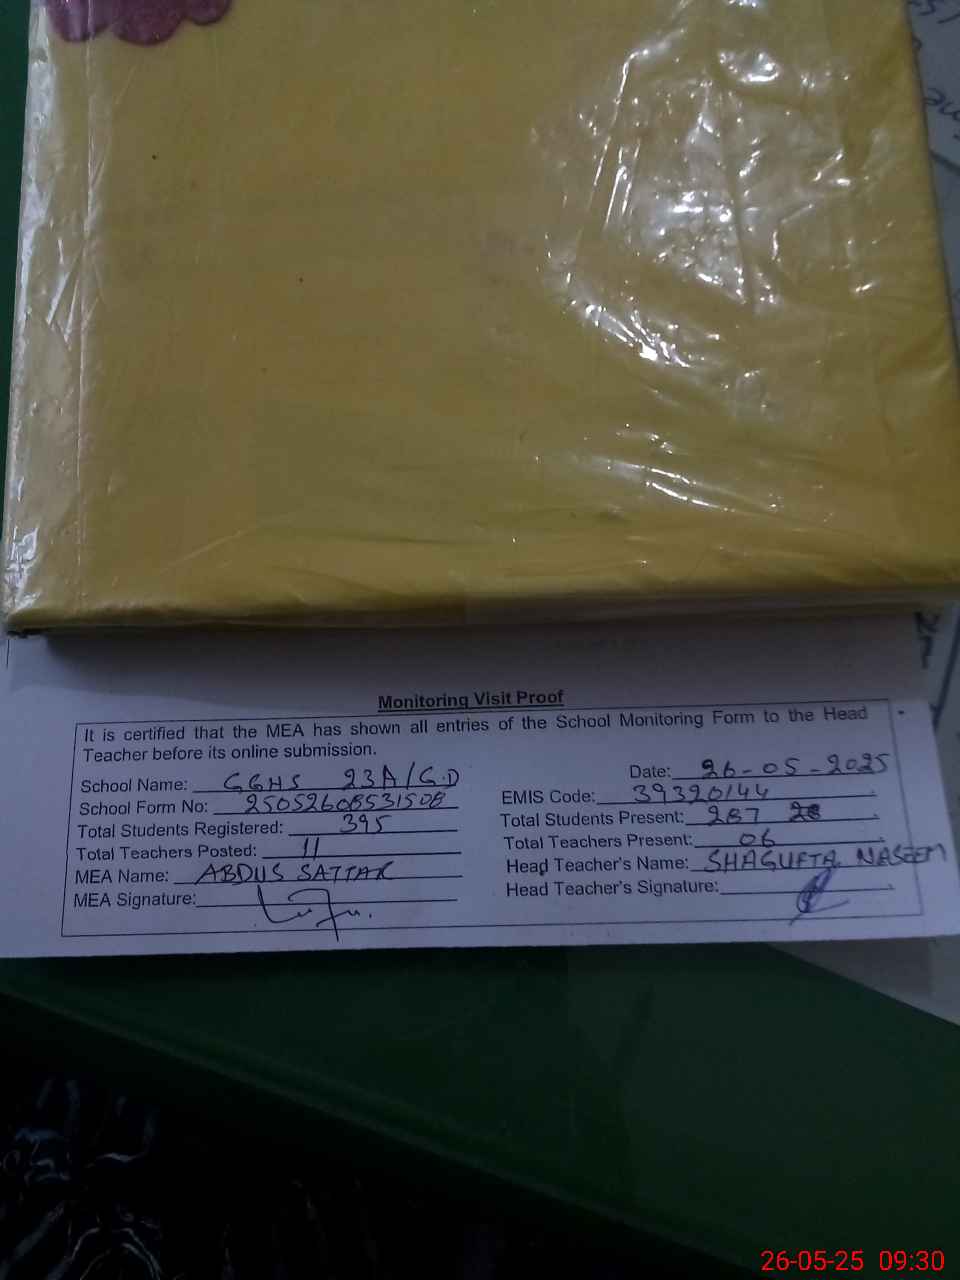 Monitoring Visit Proof
It is certified that the MEA has shown all entries of the School Monitoring Form to the Head
Teacher before its online submission.
School Name: GGHS 23A/G.D
Date: 26-05-2025
School Form No: 25052608531508
EMIS Code: 39320144
Total Students Registered: 395
Total Students Present: 287
Total Teachers Posted: 11
Total Teachers Present: 06
MEA Name: ABDUS SATTAR
Head Teacher's Name: SHAGUFTA NASEEM
MEA Signature:
Head Teacher's Signature:
26-05-25 09:30